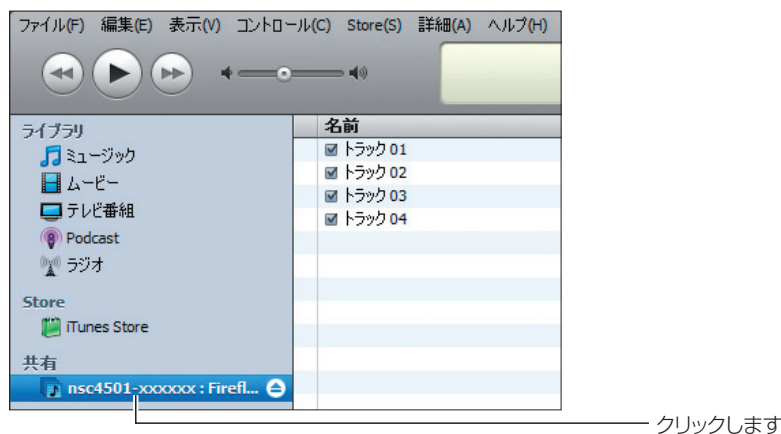 ファイル(F) 編集(E) 表示(V) コントロール(C) Store(S) 詳細(A) ヘルプ(H)
ライブラリ
ミュージック
ムービー
テレビ番組
Podcast
ラジオ
Store
iTunes Store
共有
nsc4501-xxxxxx : Firefl...
名前
トラック 01
トラック 02
トラック 03
トラック 04
クリックします